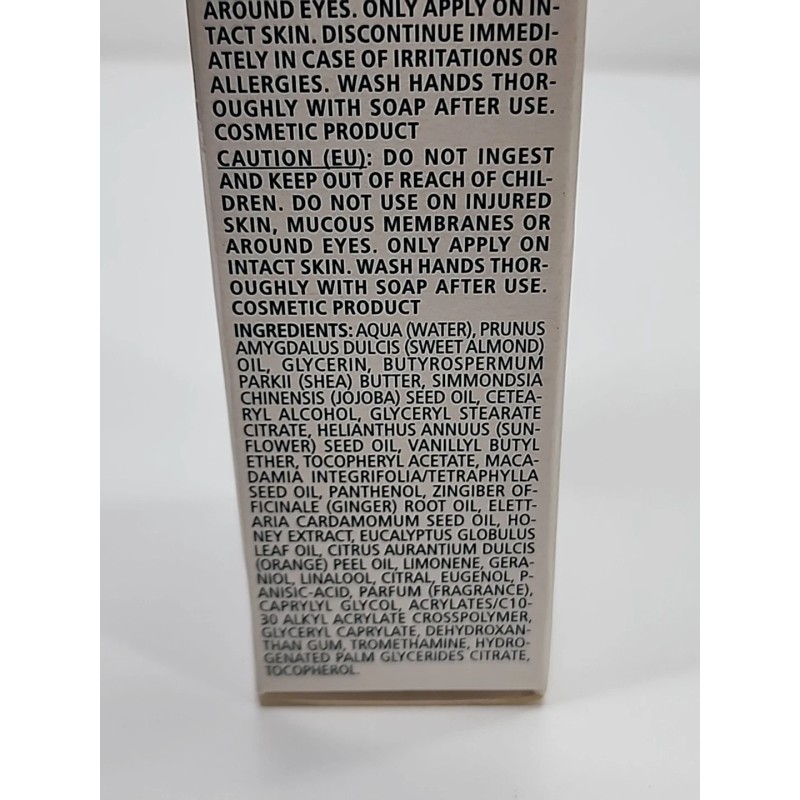 AROUND EYES. ONLY APPLY ON IN-
TACT SKIN. DISCONTINUE IMMEDI-
ATELY IN CASE OF IRRITATIONS OR
ALLERGIES. WASH HANDS THOR-
OUGHLY WITH SOAP AFTER USE.
COSMETIC PRODUCT
CAUTION (EU): DO NOT INGEST
AND KEEP OUT OF REACH OF CHIL-
DREN. DO NOT USE ON INJURED
SKIN, MUCOUS MEMBRANES OR
AROUND EYES. ONLY APPLY ON
INTACT SKIN. WASH HANDS THOR-
OUGHLY WITH SOAP AFTER USE.
COSMETIC PRODUCT
INGREDIENTS: AQUA (WATER), PRUNUS
AMYGDALUS DULCIS (SWEET ALMOND)
OIL, GLYCERIN, BUTYROSPERMUM
PARKII (SHEA) BUTTER, SIMMONDSIA
CHINENSIS (JOJOBA) SEED OIL, CETEA-
RYL ALCOHOL, GLYCERYL STEARATE
CITRATE, HELIANTHUS ANNUUS (SUN-
FLOWER) SEED OIL, VANILLYL BUTYL
ETHER, TOCOPHERYL ACETATE, MACA-
DAMIA INTEGRIFOLIA/TETRAPHYLLA
SEED OIL, PANTHENOL, ZINGIBER OF-
FICINALE (GINGER) ROOT OIL, ELETT-
ARIA CARDAMOMUM SEED OIL, HO-
NEY EXTRACT, EUCALYPTUS GLOBULUS
LEAF OIL, CITRUS AURANTIUM DULCIS
(ORANGE) PEEL OIL, LIMONENE, GERA-
NIOL, LINALOOL, CITRAL, EUGENOL, P-
ANISIC-ACID, PARFUM (FRAGRANCE),
CAPRYLYL GLYCOL, ACRYLATES/C10-
30 ALKYL ACRYLATE CROSSPOLYMER,
GLYCERYL CAPRYLATE, DEHYDROXAN-
THAN GUM, TROMETHAMINE, HYDRO-
GENATED PALM GLYCERIDES CITRATE,
TOCOPHEROL.